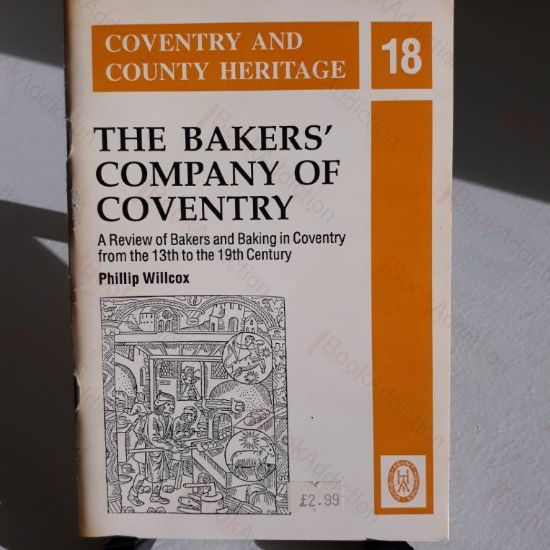 COVENTRY AND
COUNTY HERITAGE
18
THE BAKERS'
COMPANY OF
COVENTRY
A Review of Bakers and Baking in Coventry
from the 13th to the 19th Century
Phillip Willcox
£2.99
BookAddiction